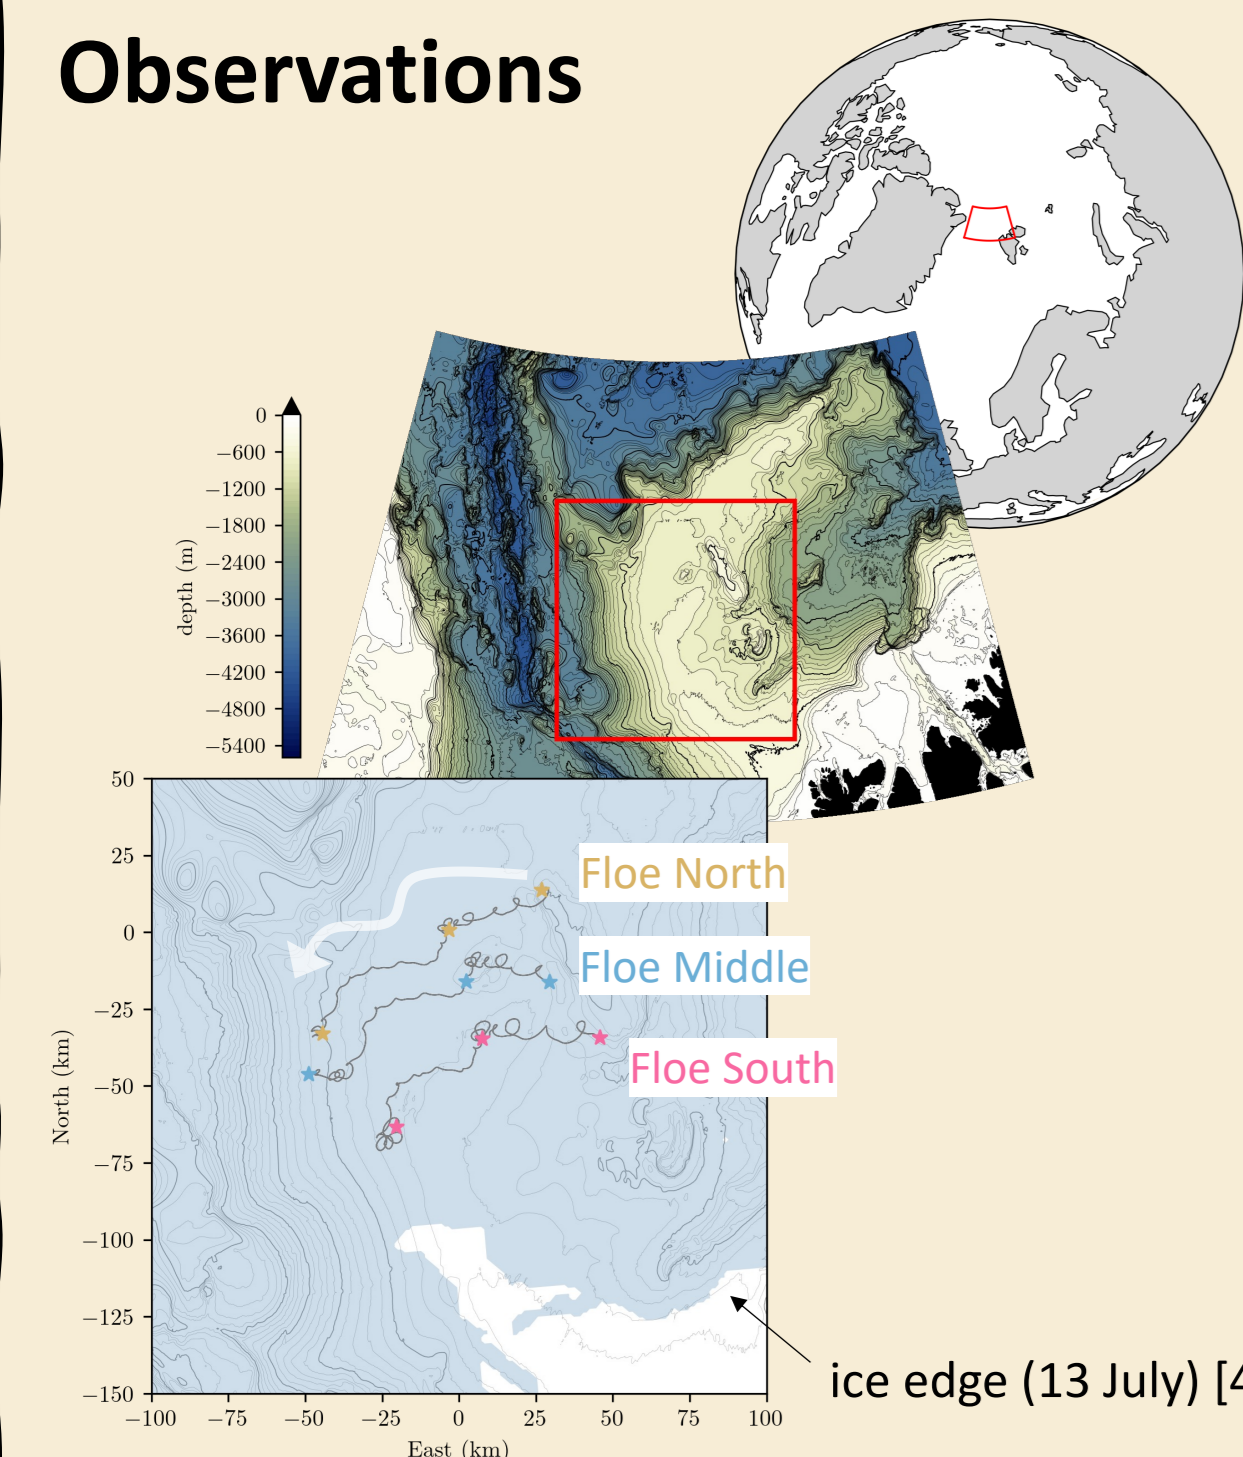 Observations
0
−600
−1200
−1800
−2400
−3000
−3600
−4200
−4800
−5400
depth (m)
50
25
0
−25
−50
−75
−100
−125
−150
North (km)
Floe North
Floe Middle
Floe South
ice edge (13 July) [4
−100 −75 −50 −25 0 25 50 75 100
East (km)